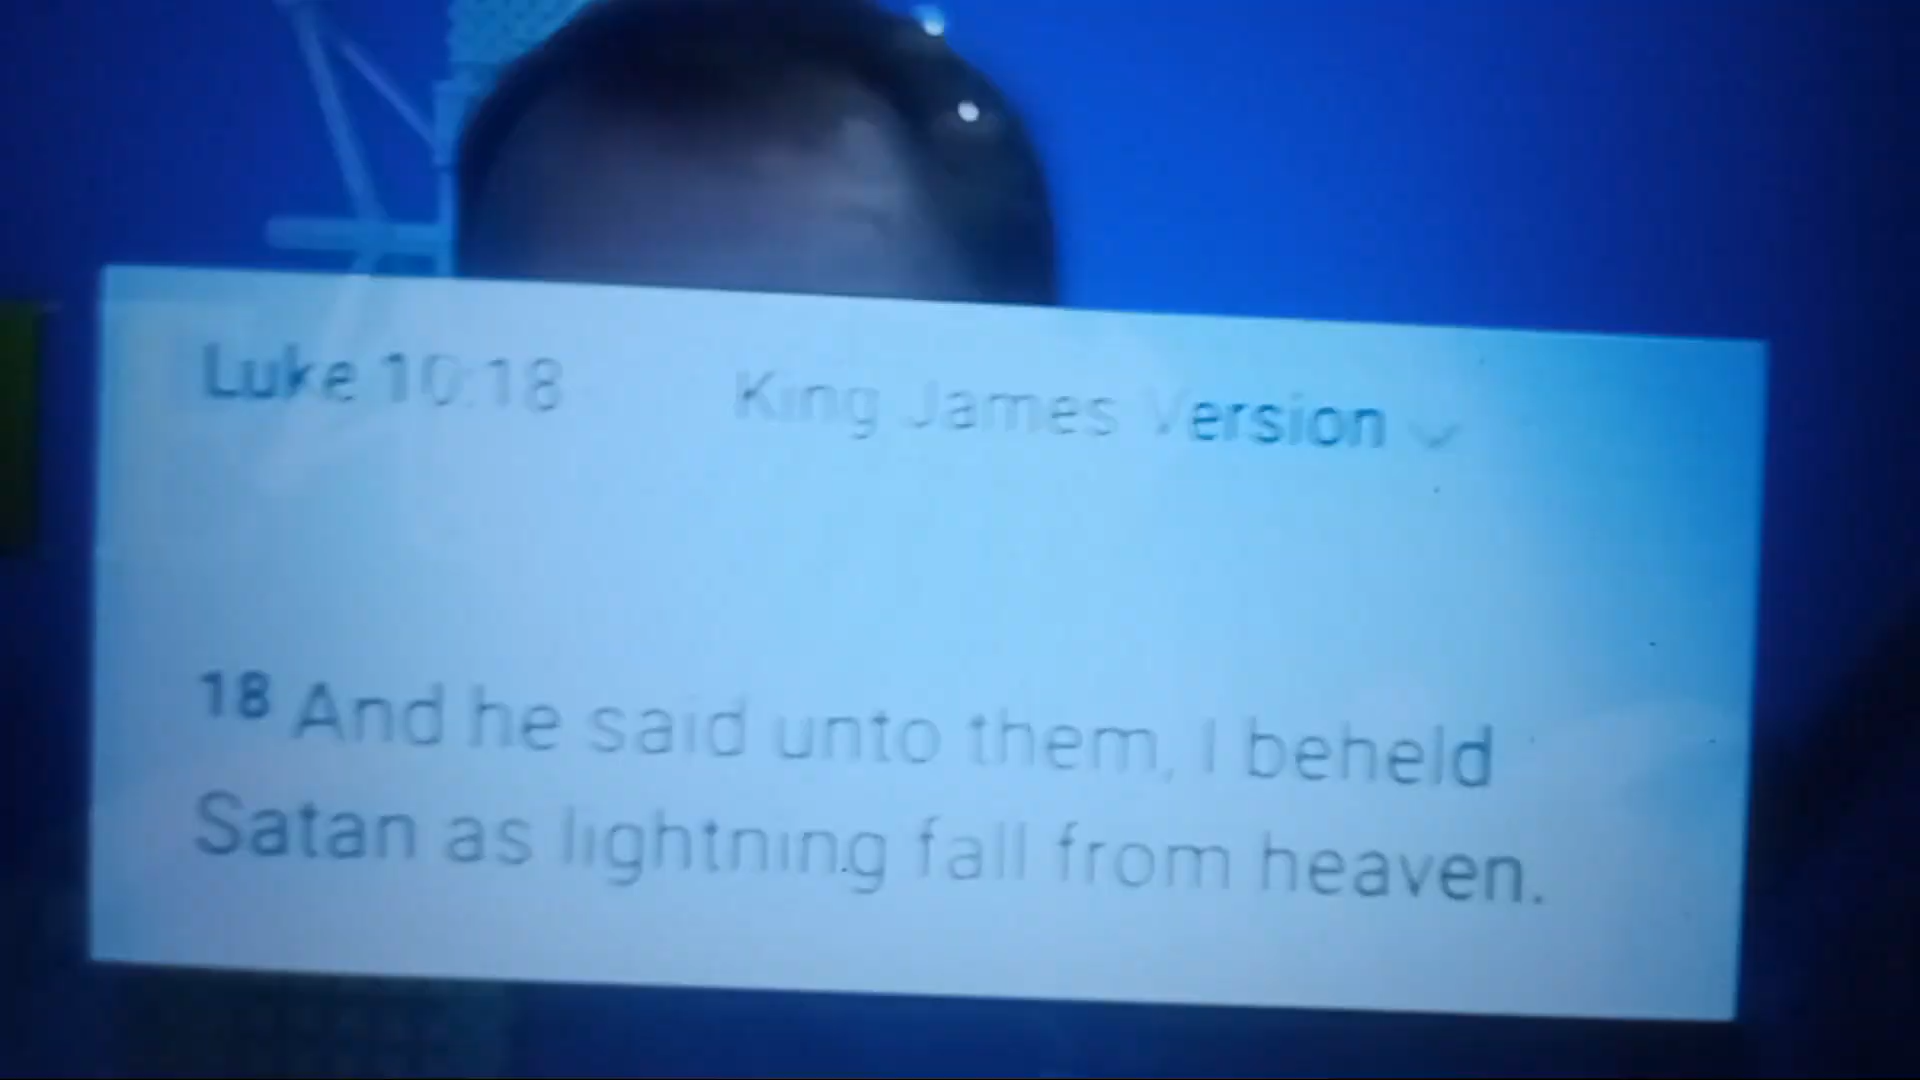 Luke 10:18 King James Version
18 And he said unto them, I beheld
Satan as lightning fall from heaven.